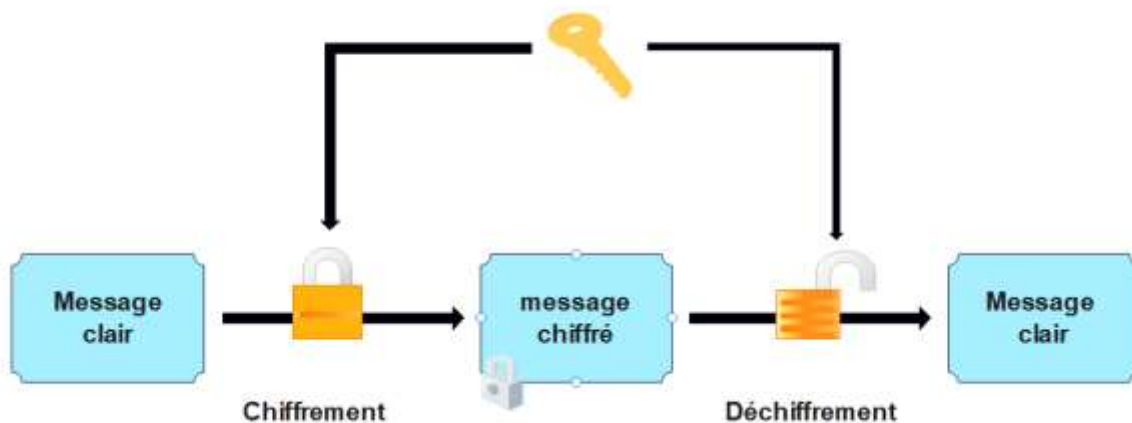 Message
clair
message
chiffré
Message
clair
Chiffrement
Déchiffrement